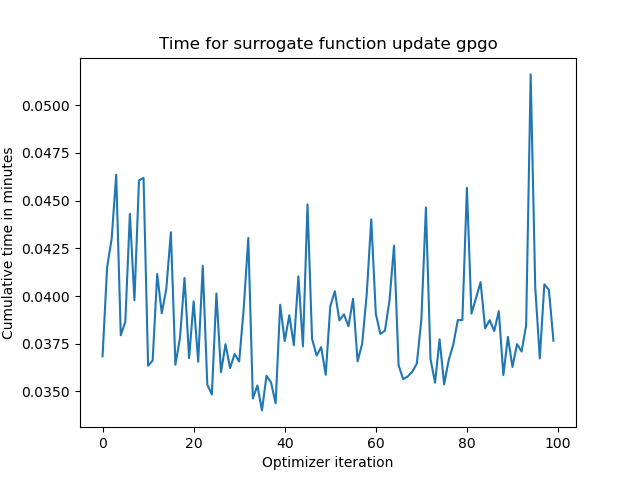 Time for surrogate function update gpgo
Cumulative time in minutes
0.0500
0.0475
0.0450
0.0425
0.0400
0.0375
0.0350
0 20 40 60 80 100
Optimizer iteration